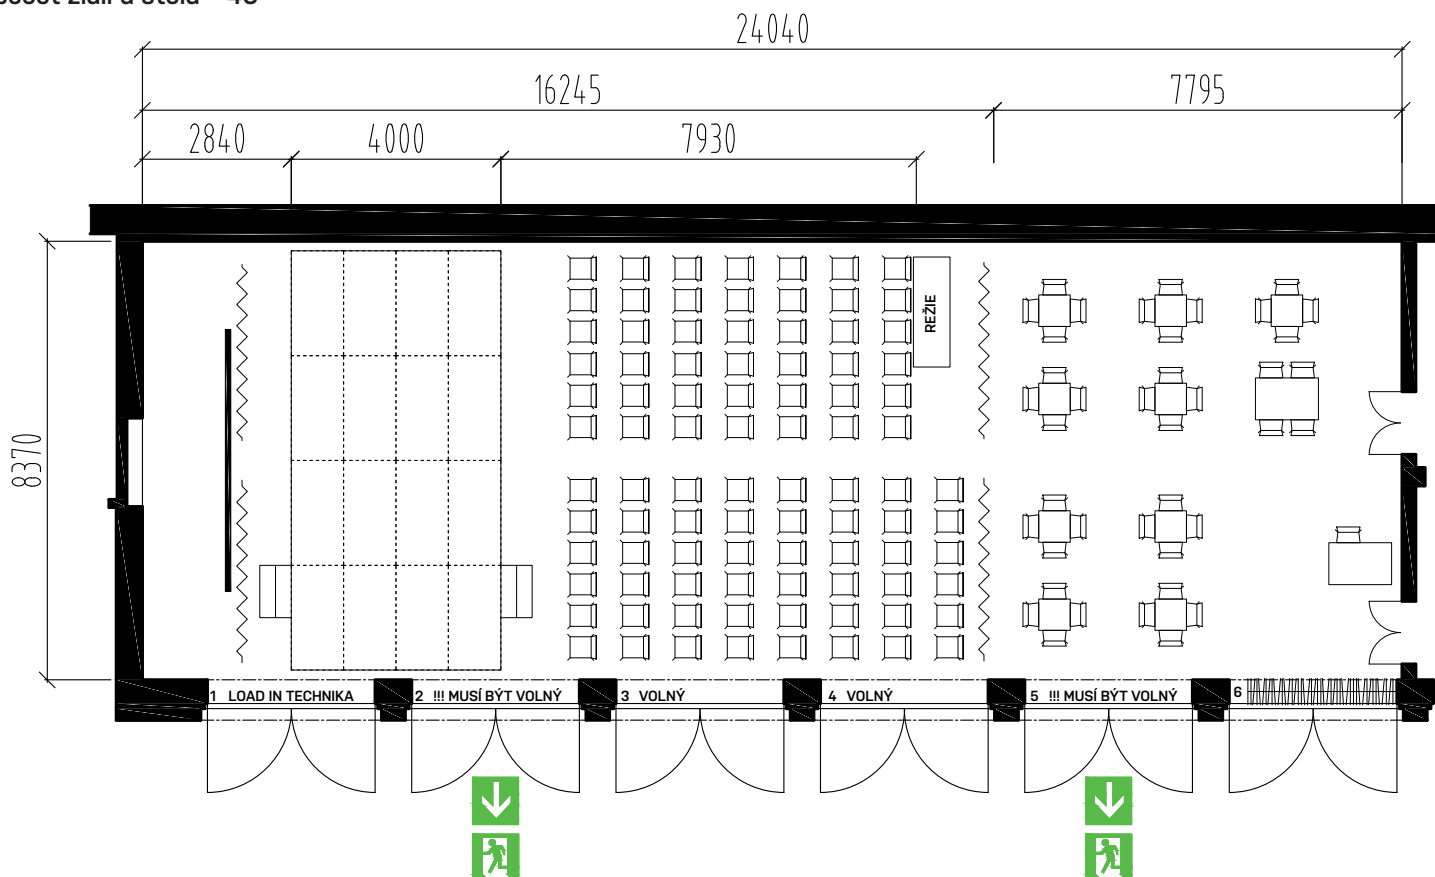 24040
16245
7795
2840
4000
7930
8370
REŽIE
1 LOAD IN TECHNIKA
2 !!! MUSÍ BÝT VOLNÝ
3 VOLNÝ
4 VOLNÝ
5 !!! MUSÍ BÝT VOLNÝ
6